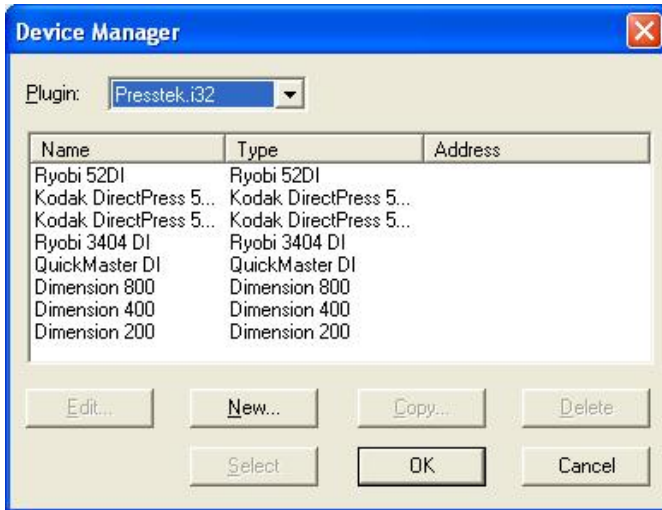 Device Manager
Plugin: Presstek.i32
Name Type Address
Ryobi 52DI Ryobi 52DI
Kodak DirectPress 5... Kodak DirectPress 5...
Kodak DirectPress 5... Kodak DirectPress 5...
Ryobi 3404 DI Ryobi 3404 DI
QuickMaster DI QuickMaster DI
Dimension 800 Dimension 800
Dimension 400 Dimension 400
Dimension 200 Dimension 200
Edit... New... Copy... Delete
Select OK Cancel